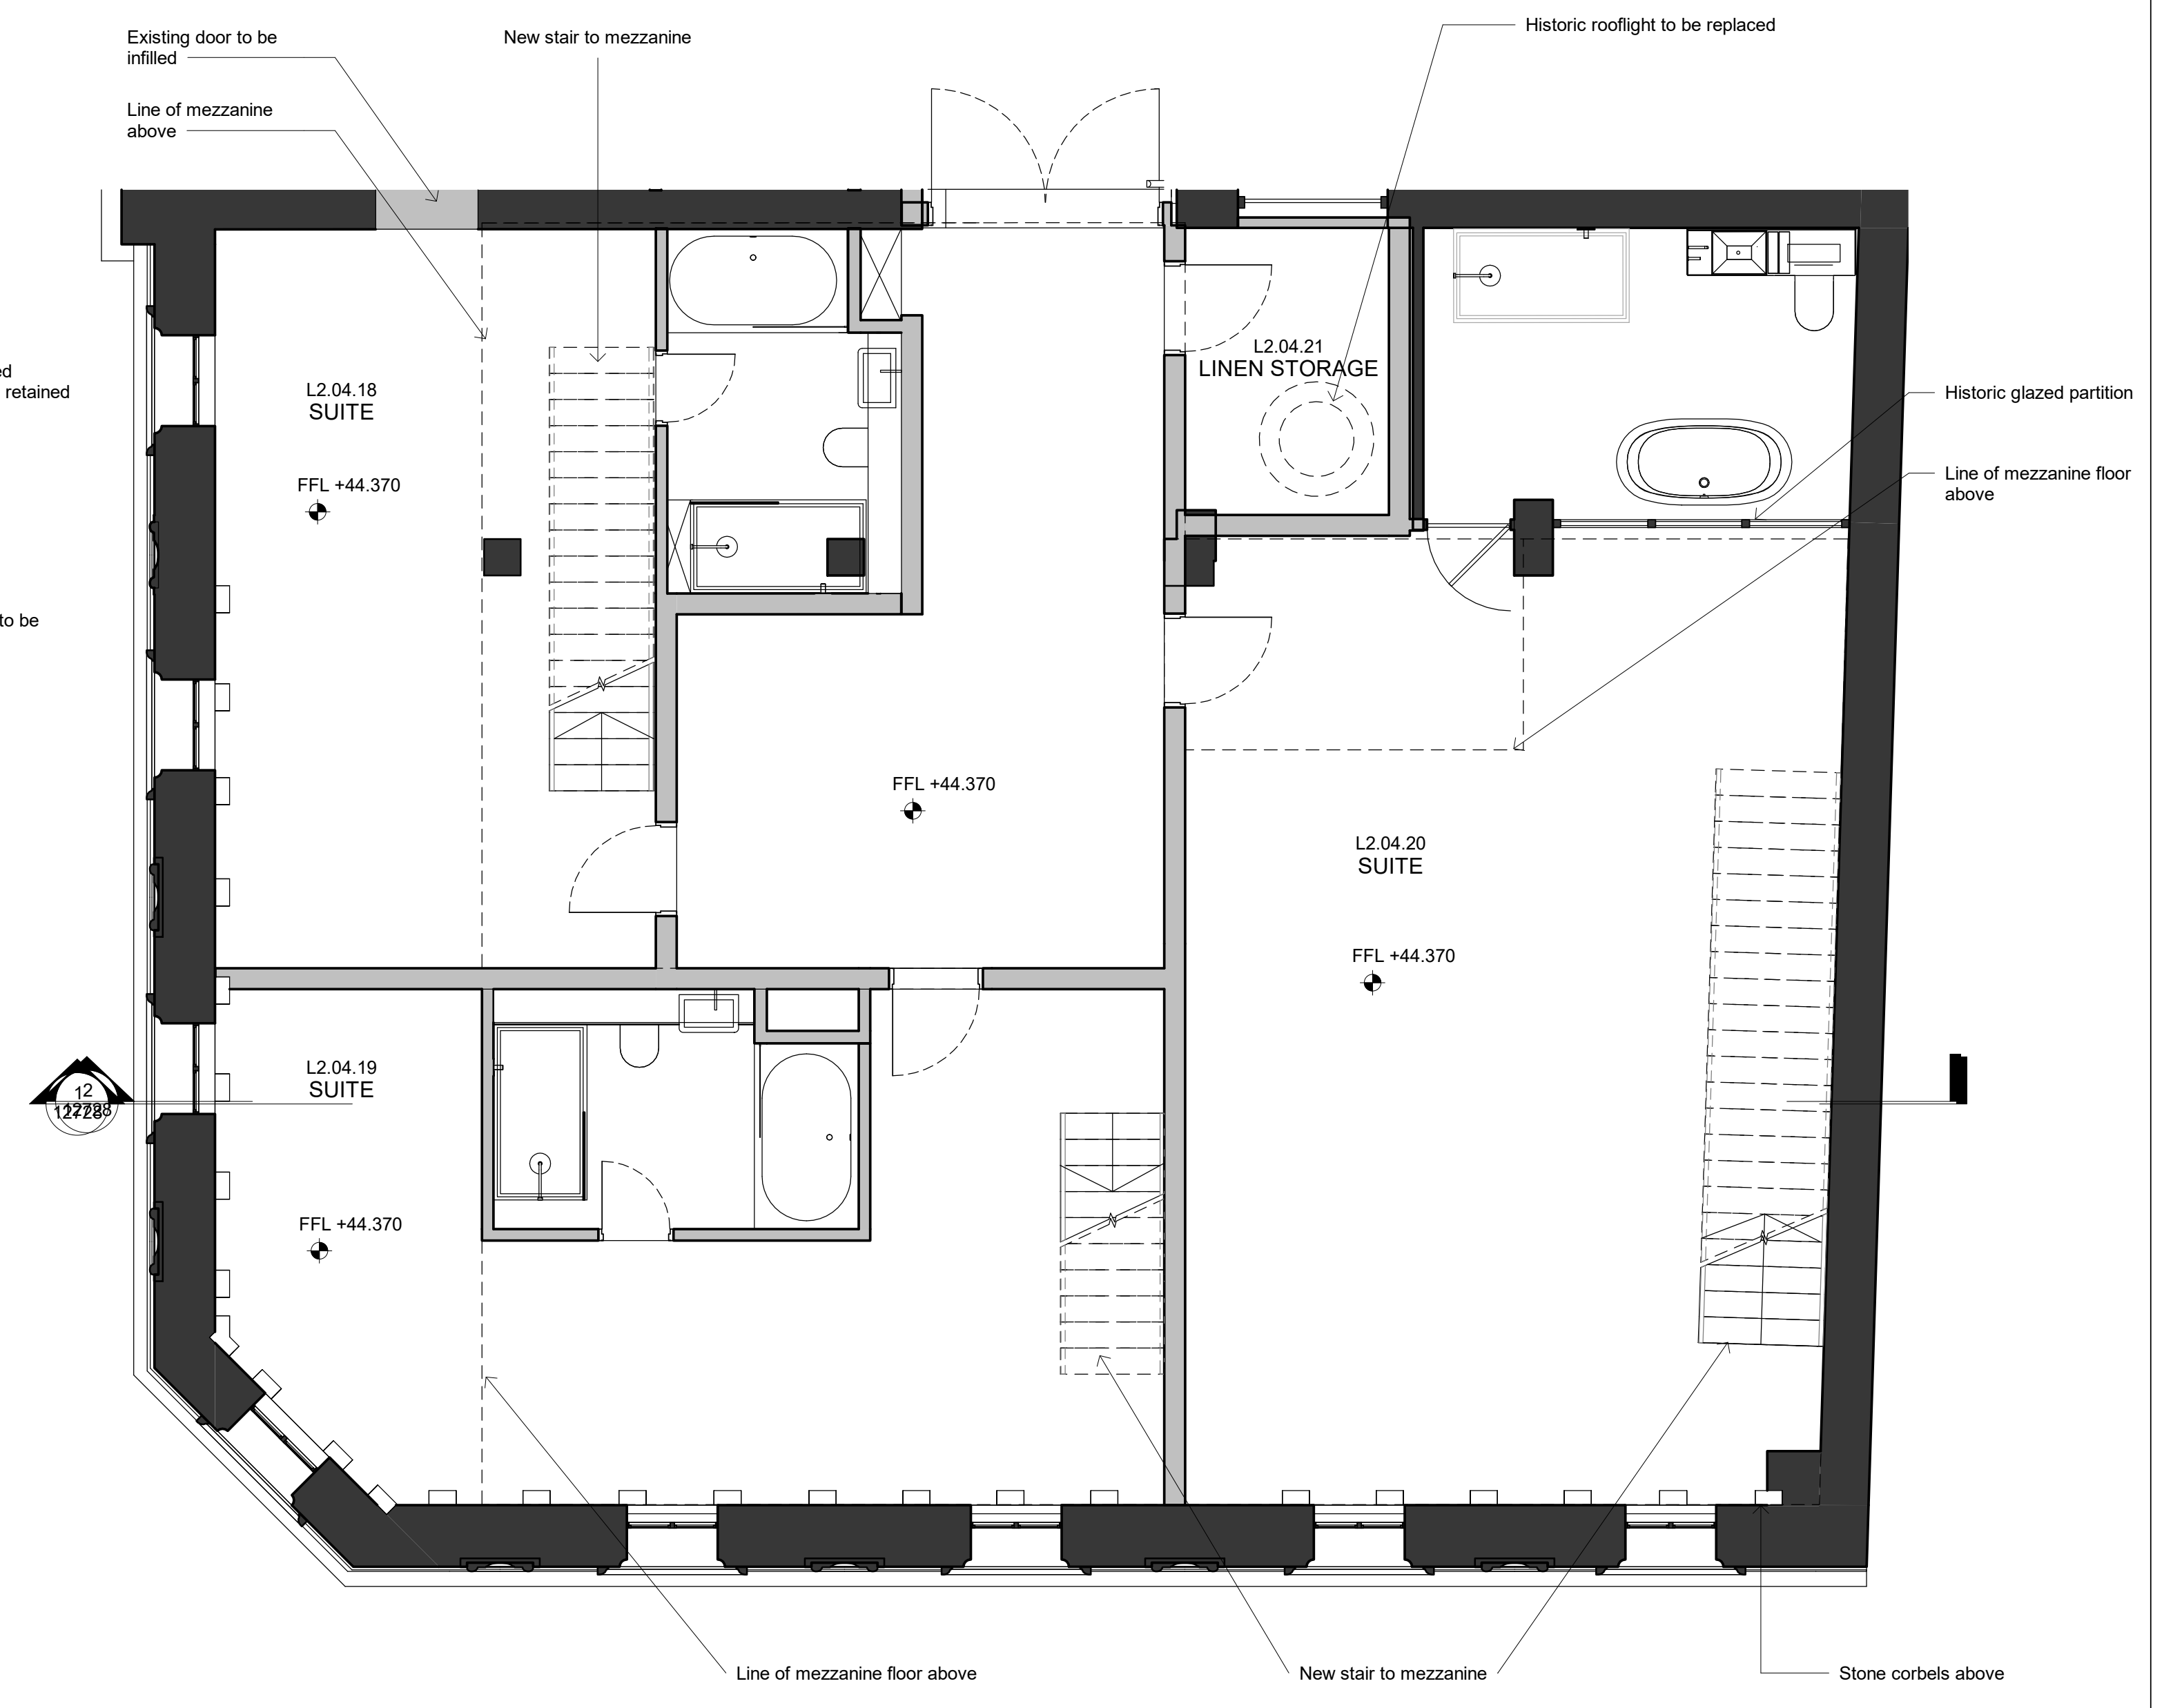 Existing door to be
infilled
New stair to mezzanine
Historic rooflight to be replaced
Line of mezzanine
above
L2.04.21
LINEN STORAGE
retained
L2.04.18
SUITE
Historic glazed partition
FFL +44.370
Line of mezzanine floor
above
to be
FFL +44.370
L2.04.20
SUITE
FFL +44.370
L2.04.19
SUITE
FFL +44.370
Line of mezzanine floor above
New stair to mezzanine
Stone corbels above